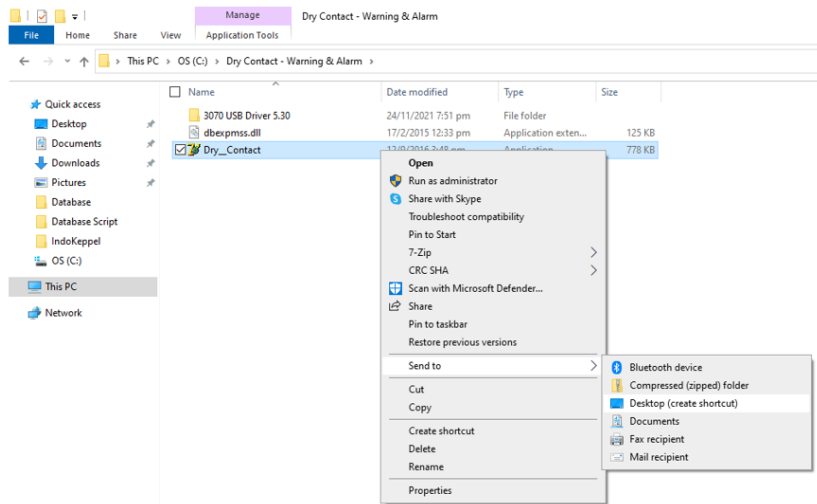 Manage
Dry Contact - Warning & Alarm
File
Home
Share
View
Application Tools
This PC
OS (C:)
Dry Contact - Warning & Alarm
Name
Date modified
Type
Size
Quick access
Desktop
Documents
Downloads
Pictures
Database
Database Script
IndoKeppel
OS (C:)
This PC
Network
3070 USB Driver 5.30
24/11/2021 7:51 pm
File folder
dbexpmss.dll
17/2/2015 12:33 pm
Application exten...
125 KB
Dry__Contact
12/9/2016 3:48 pm
Application
778 KB
Open
Run as administrator
Share with Skype
Troubleshoot compatibility
Pin to Start
7-Zip
CRC SHA
Scan with Microsoft Defender...
Share
Pin to taskbar
Restore previous versions
Send to
Cut
Copy
Create shortcut
Delete
Rename
Properties
Bluetooth device
Compressed (zipped) folder
Desktop (create shortcut)
Documents
Fax recipient
Mail recipient